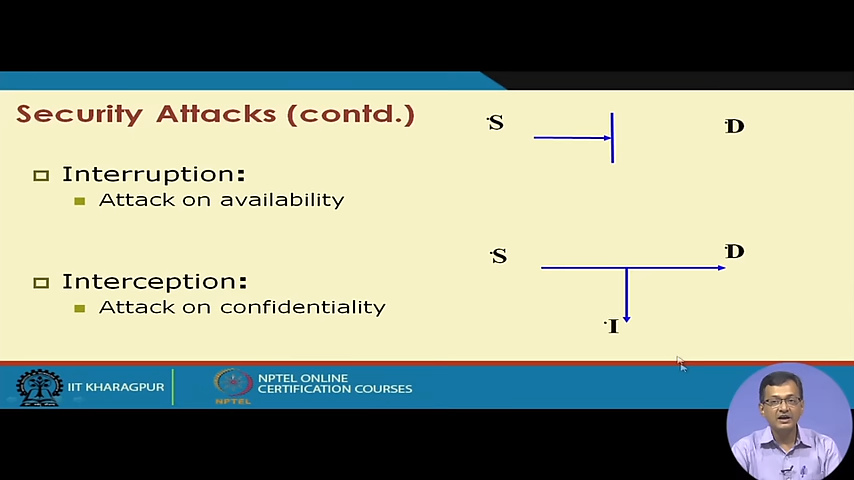 Security Attacks (contd.)
Interruption:
Attack on availability
Interception:
Attack on confidentiality
S
D
S
D
I
IIT KHARAGPUR
NPTEL
NPTEL ONLINE
CERTIFICATION COURSES